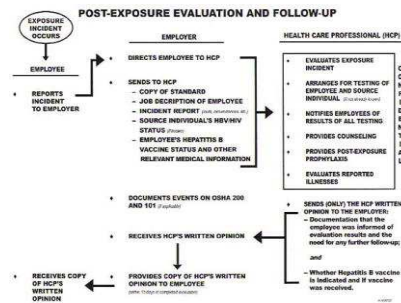 POST-EXPOSURE EVALUATION AND FOLLOW-UP
EXPOSURE
INCIDENT
OCCURS
EMPLOYEE
REPORTS
INCIDENT
TO EMPLOYER
EMPLOYER
DIRECTS EMPLOYEE TO HCP
SENDS TO HCP
– COPY OF STANDARD
– JOB DECRIPTION OF EMPLOYEE
– INCIDENT REPORT
– SOURCE INDIVIDUAL'S HBV/HIV
STATUS
– EMPLOYEE'S HEPATITIS B
VACCINE STATUS AND OTHER
RELEVANT MEDICAL INFORMATION
DOCUMENTS EVENTS ON OSHA 200
AND 101
RECEIVES HCP'S WRITTEN OPINION
PROVIDES COPY OF HCP'S WRITTEN
OPINION TO EMPLOYEE
RECEIVES COPY
OF HCP'S
WRITTEN
OPINION
HEALTH CARE PROFESSIONAL (HCP)
EVALUATES EXPOSURE
INCIDENT
ARRANGES FOR TESTING OF
EMPLOYEE AND SOURCE
INDIVIDUAL
NOTIFIES EMPLOYEES OF
RESULTS OF ALL TESTING
PROVIDES COUNSELING
PROVIDES POST-EXPOSURE
PROPHYLAXIS
EVALUATES REPORTED
ILLNESSES
SENDS (ONLY) THE HCP WRITTEN
OPINION TO THE EMPLOYER:
– Documentation that the
employee was informed of
evaluation results and the
need for any further follow-up;
and
– Whether Hepatitis B vaccine
is indicated and if vaccine
was received.